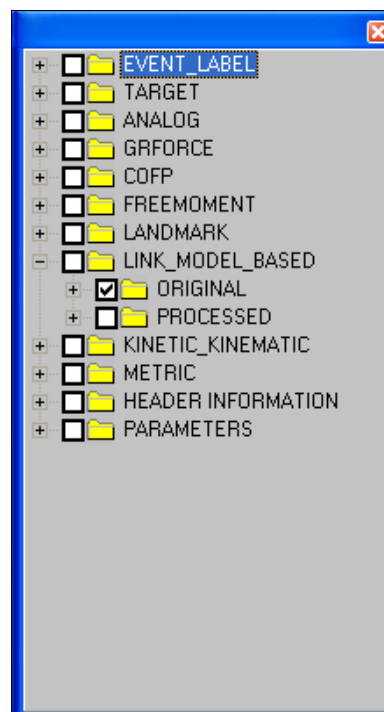 EVENT_LABEL
TARGET
ANALOG
GRFORCE
COFP
FREEMOMENT
LANDMARK
LINK_MODEL_BASED
ORIGINAL
PROCESSED
KINETIC_KINEMATIC
METRIC
HEADER INFORMATION
PARAMETERS